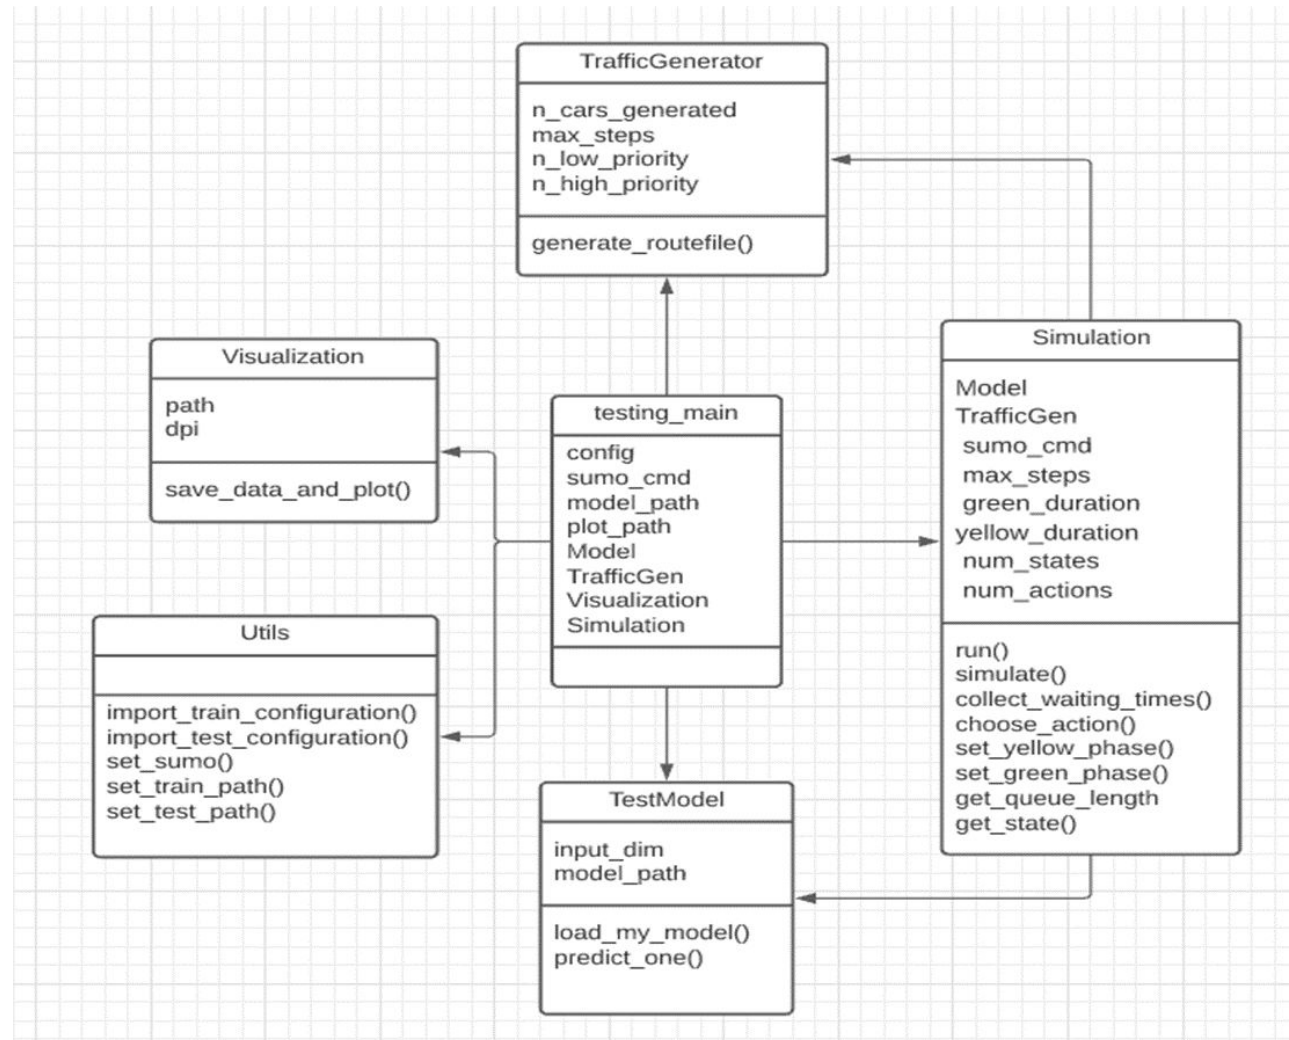 TrafficGenerator
n_cars_generated
max_steps
n_low_priority
n_high_priority
generate_routefile()
Visualization
path
dpi
save_data_and_plot()
testing_main
config
sumo_cmd
model_path
plot_path
Model
TrafficGen
Visualization
Simulation
Simulation
Model
TrafficGen
sumo_cmd
max_steps
green_duration
yellow_duration
num_states
num_actions
run()
simulate()
collect_waiting_times()
choose_action()
set_yellow_phase()
set_green_phase()
get_queue_length
get_state()
Utils
import_train_configuration()
import_test_configuration()
set_sumo()
set_train_path()
set_test_path()
TestModel
input_dim
model_path
load_my_model()
predict_one()